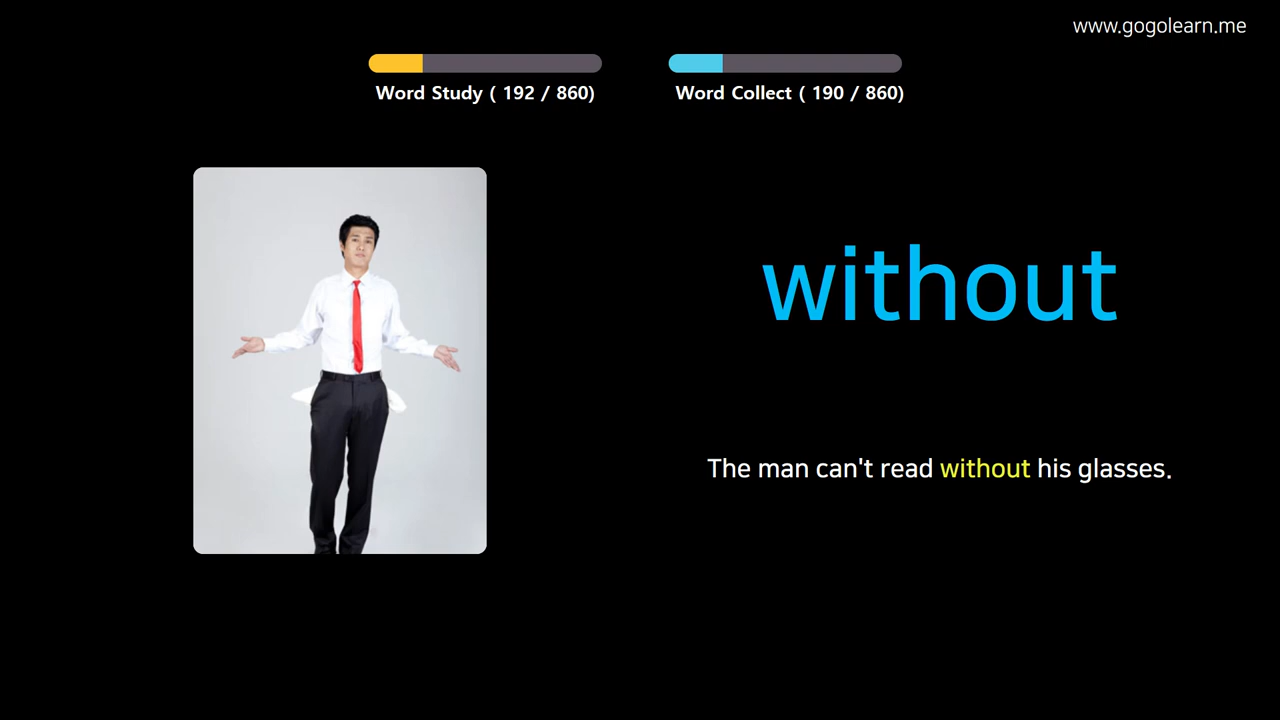 www.gogolearn.me
Word Study ( 192 / 860)
Word Collect ( 190 / 860)
without
The man can't read without his glasses.